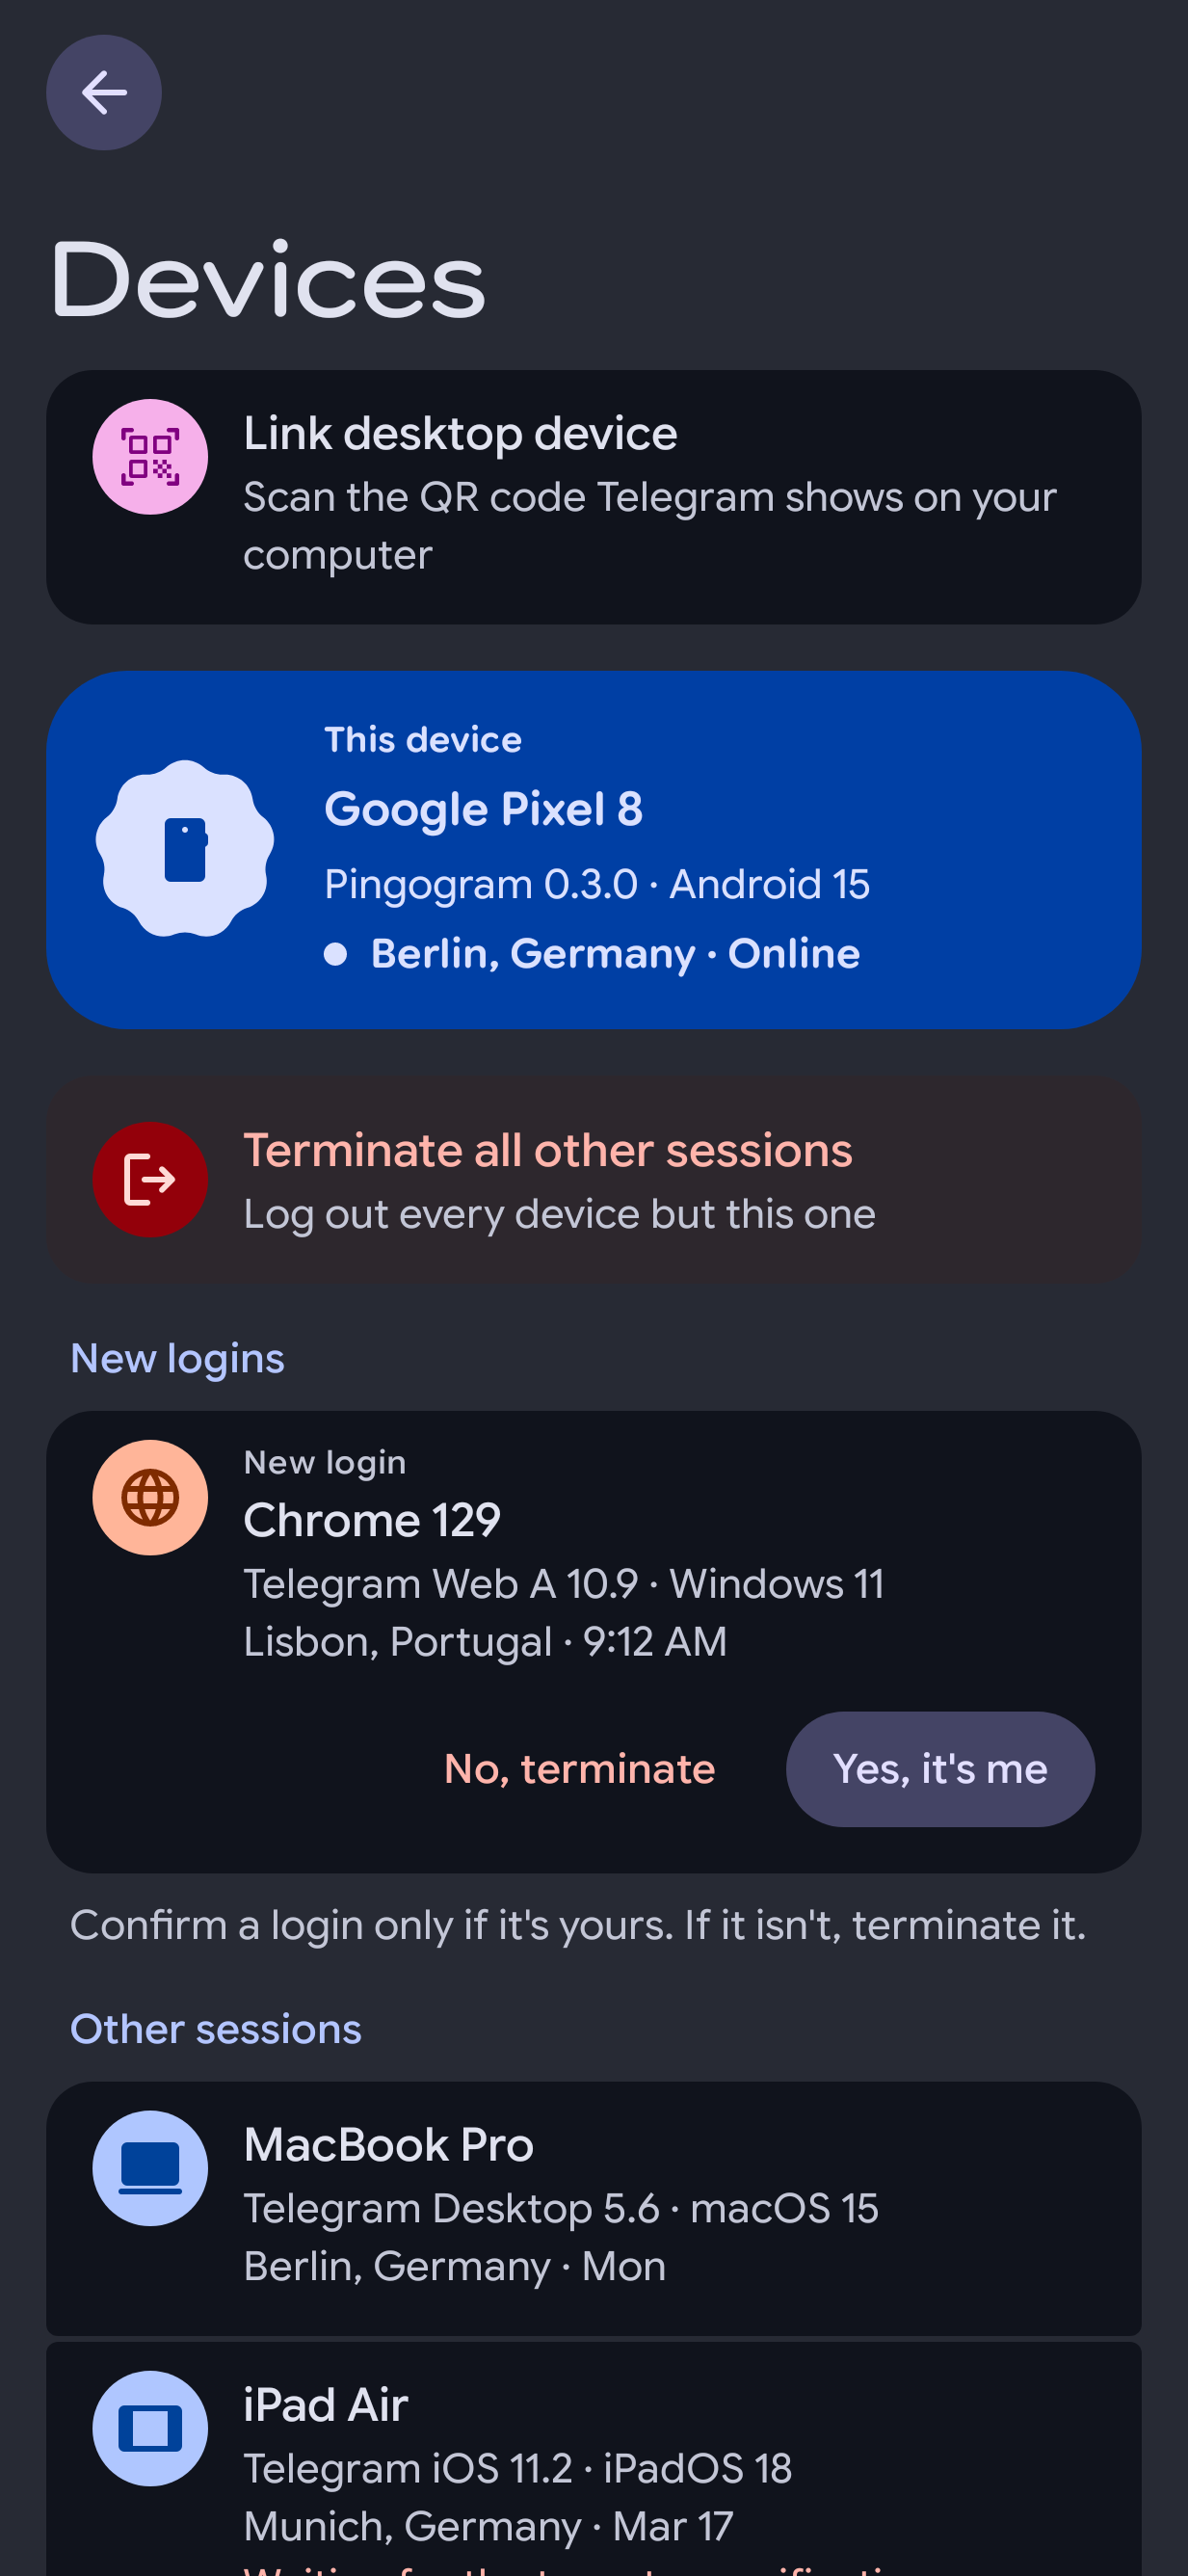 Devices
Link desktop device
Scan the QR code Telegram shows on your
computer
This device
Google Pixel 8
Pingogram 0.3.0 · Android 15
Berlin, Germany · Online
Terminate all other sessions
Log out every device but this one
New logins
New login
Chrome 129
Telegram Web A 10.9 · Windows 11
Lisbon, Portugal · 9:12 AM
No, terminate
Yes, it's me
Confirm a login only if it's yours. If it isn't, terminate it.
Other sessions
MacBook Pro
Telegram Desktop 5.6 · macOS 15
Berlin, Germany · Mon
iPad Air
Telegram iOS 11.2 · iPadOS 18
Munich, Germany · Mar 17